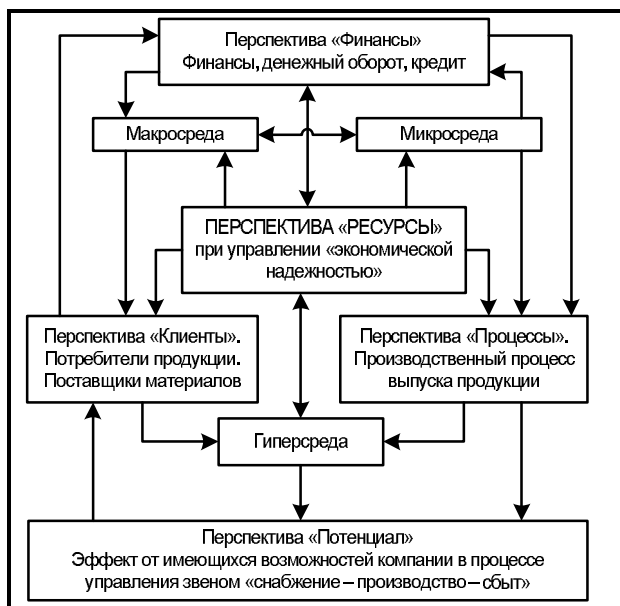 Перспектива «Финансы»
Финансы, денежный оборот, кредит
Макросреда
Микросреда
ПЕРСПЕКТИВА «РЕСУРСЫ»
при управлении «экономической
надежностью»
Перспектива «Клиенты».
Потребители продукции.
Поставщики материалов
Перспектива «Процессы».
Производственный процесс
выпуска продукции
Гиперсреда
Перспектива «Потенциал»
Эффект от имеющихся возможностей компании в процессе
управления звеном «снабжение – производство – сбыт»